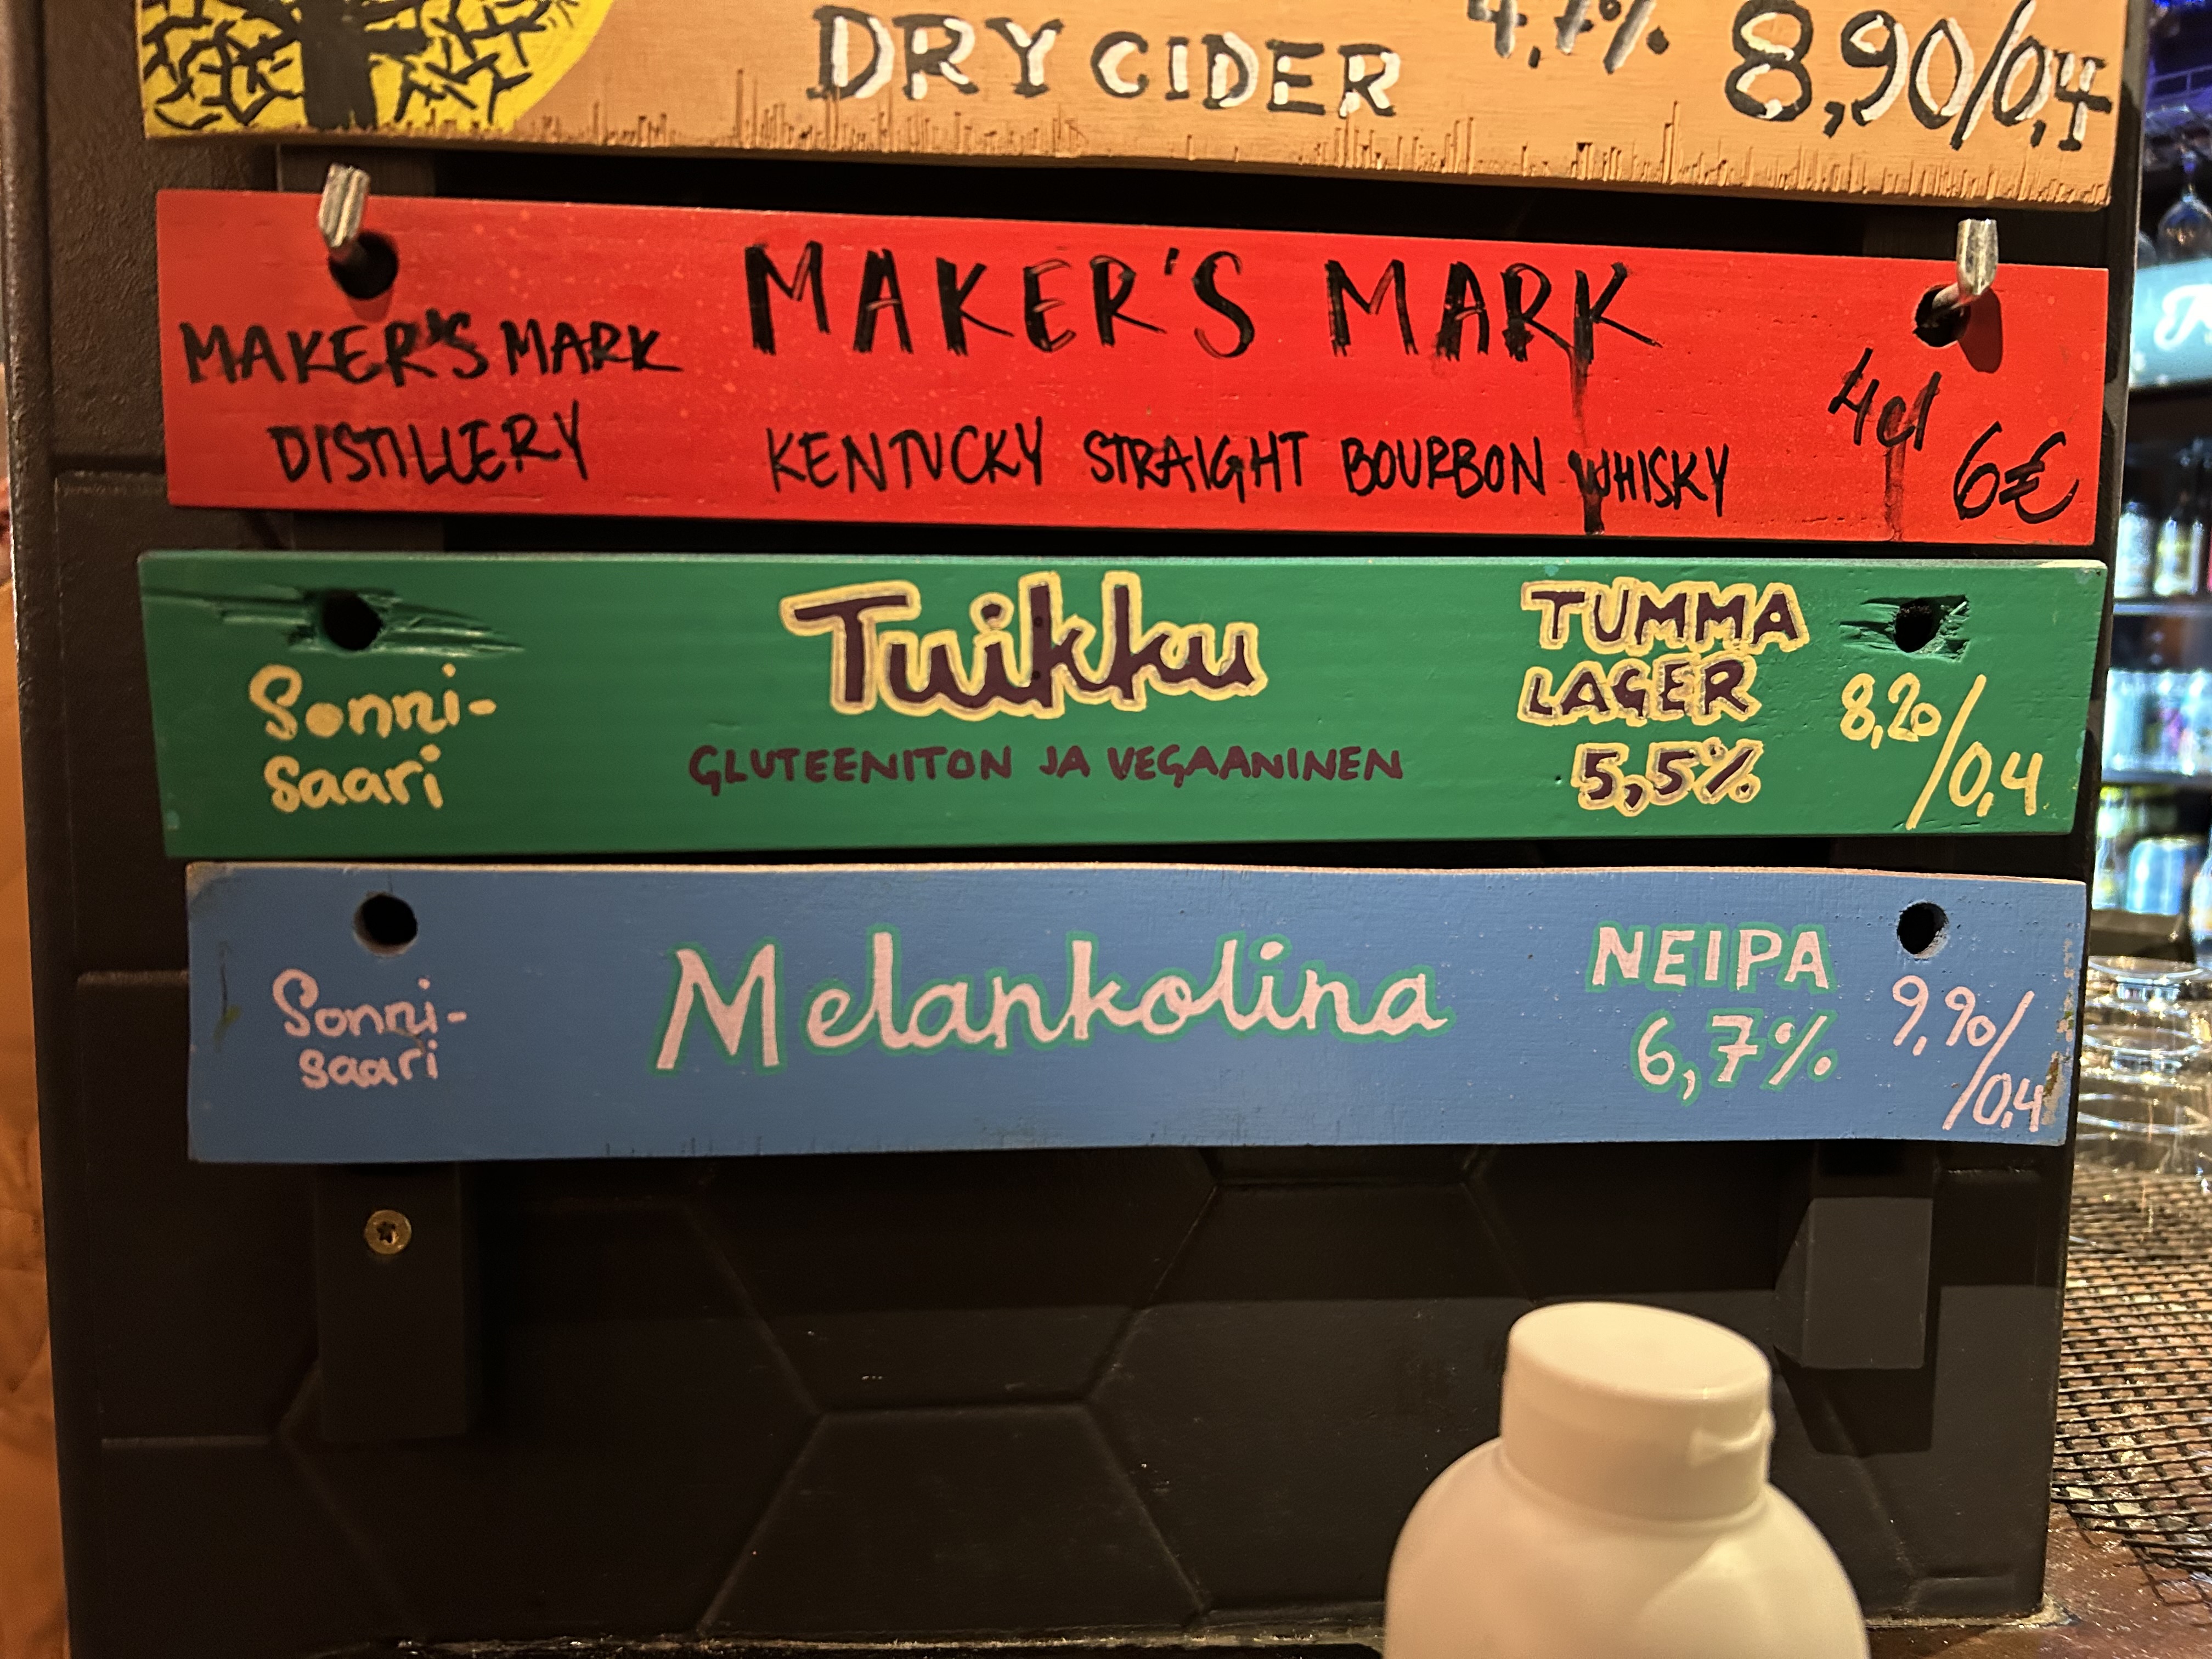 DRY CIDER
4,7%
8,90/0,4
MAKER'S MARK
DISTILLERY
MAKER'S MARK
KENTUCKY STRAIGHT BOURBON WHISKY
4cl
6€
Sonni-
saari
Tuikku
GLUTEENITON JA VEGAANINEN
TUMMA
LAGER
5,5%
8,20/0,4
Sonni-
saari
Melankolina
NEIPA
6,7%
9,90/0,4